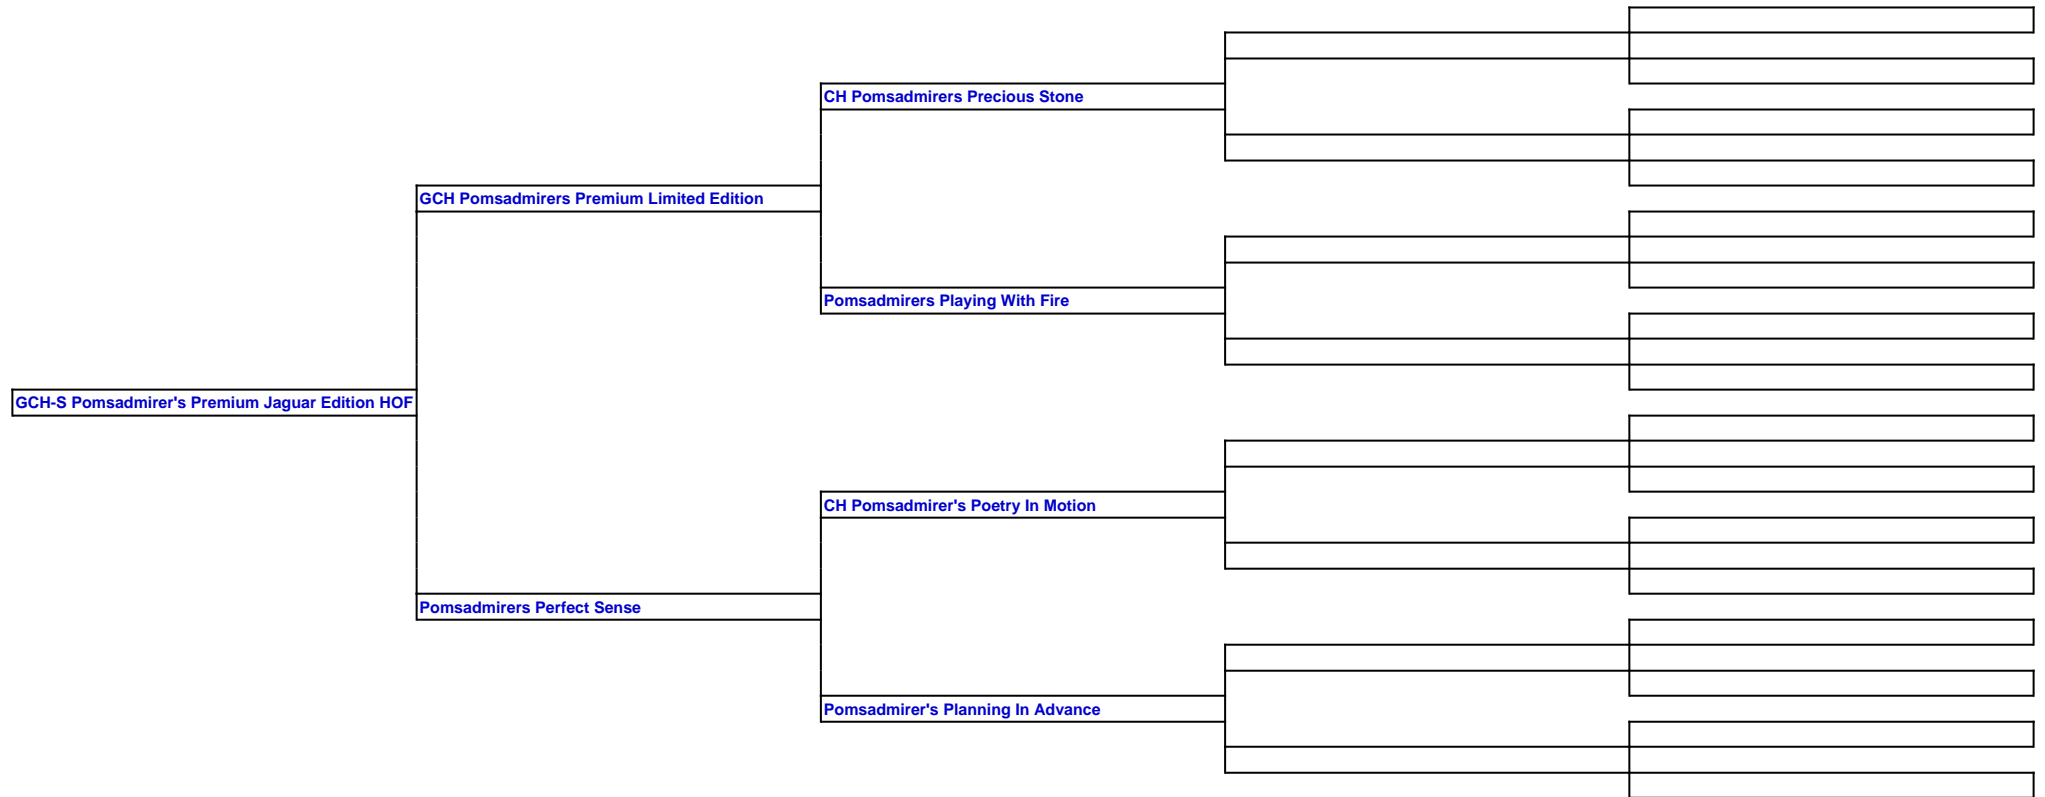 CH Pomsadmirers Precious Stone
GCH Pomsadmirers Premium Limited Edition
Pomsadmirers Playing With Fire
GCH-S Pomsadmirer's Premium Jaguar Edition HOF
CH Pomsadmirer's Poetry In Motion
Pomsadmirers Perfect Sense
Pomsadmirer's Planning In Advance